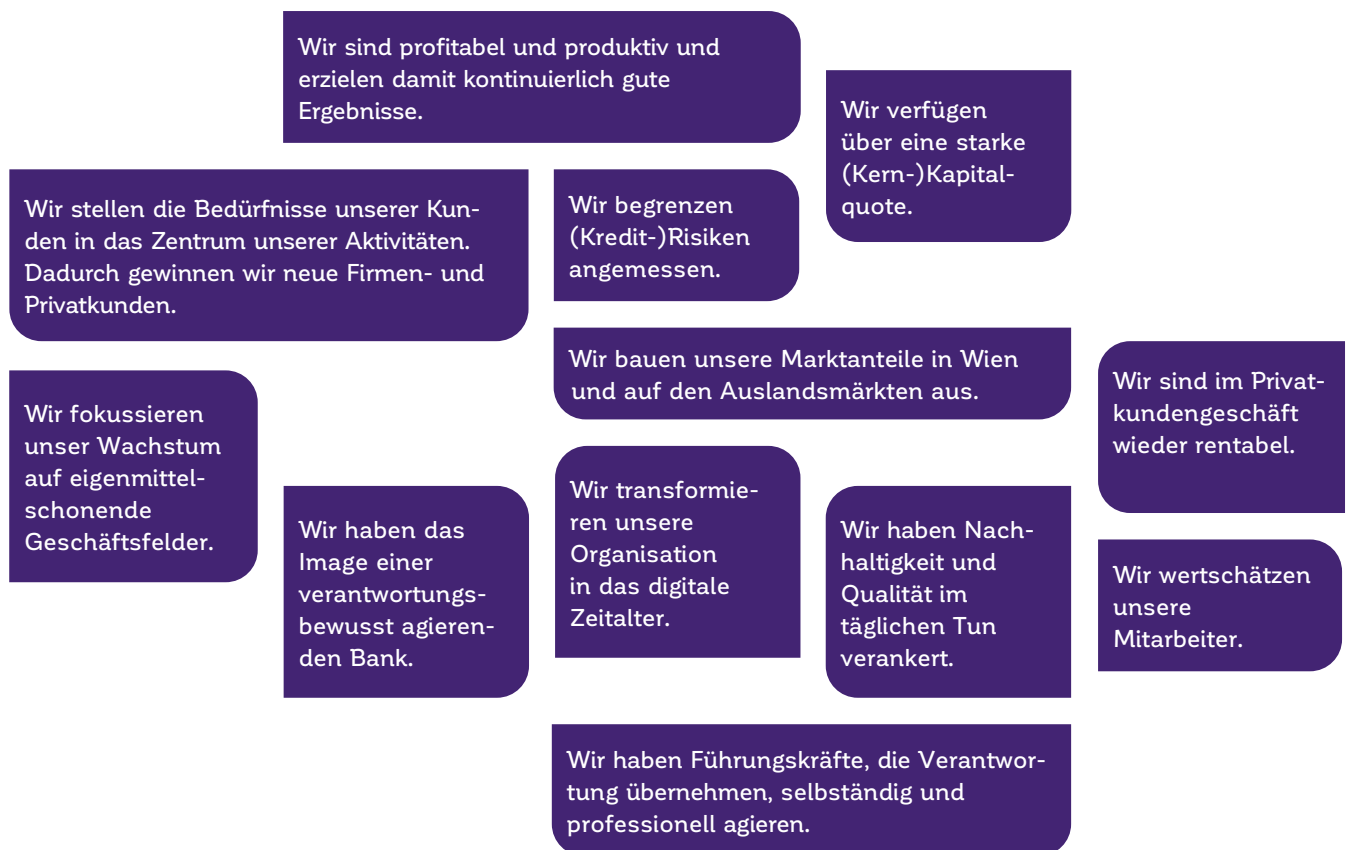 Wir sind profitabel und produktiv und
erzielen damit kontinuierlich gute
Ergebnisse.
Wir verfügen
über eine starke
(Kern-)Kapital-
quote.
Wir stellen die Bedürfnisse unserer Kun-
den in das Zentrum unserer Aktivitäten.
Dadurch gewinnen wir neue Firmen- und
Privatkunden.
Wir begrenzen
(Kredit-)Risiken
angemessen.
Wir bauen unsere Marktanteile in Wien
und auf den Auslandsmärkten aus.
Wir sind im Privat-
kundengeschäft
wieder rentabel.
Wir fokussieren
unser Wachstum
auf eigenmittel-
schonende
Geschäftsfelder.
Wir haben das
Image einer
verantwortungs-
bewusst agieren-
den Bank.
Wir transformie-
ren unsere
Organisation
in das digitale
Zeitalter.
Wir haben Nach-
haltigkeit und
Qualität im
täglichen Tun
verankert.
Wir wertschätzen
unsere
Mitarbeiter.
Wir haben Führungskräfte, die Verantwor-
tung übernehmen, selbständig und
professionell agieren.